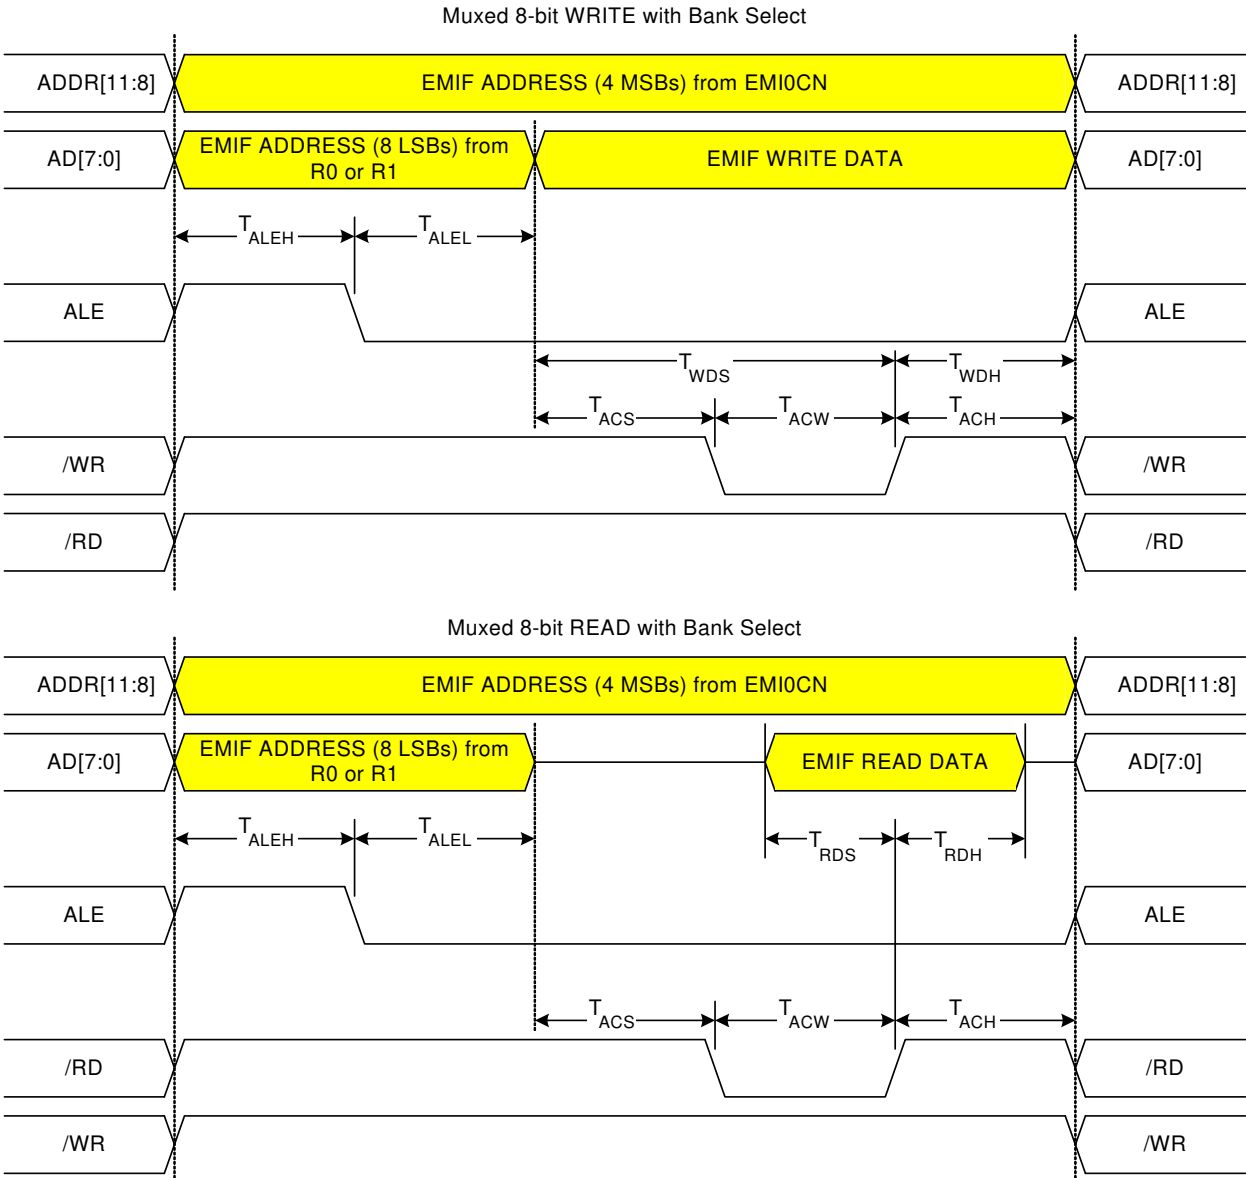 Muxed 8-bit WRITE with Bank Select
ADDR[11:8] EMIF ADDRESS (4 MSBs) from EMI0CN ADDR[11:8]
AD[7:0] EMIF ADDRESS (8 LSBs) from R0 or R1 EMIF WRITE DATA AD[7:0]
TALEH TALEL
ALE ALE
TWDS TWDH
TACS TACW TACH
/WR /WR
/RD /RD
Muxed 8-bit READ with Bank Select
ADDR[11:8] EMIF ADDRESS (4 MSBs) from EMI0CN ADDR[11:8]
AD[7:0] EMIF ADDRESS (8 LSBs) from R0 or R1 EMIF READ DATA AD[7:0]
TALEH TALEL TRDS TRDH
ALE ALE
TACS TACW TACH
/RD /RD
/WR /WR